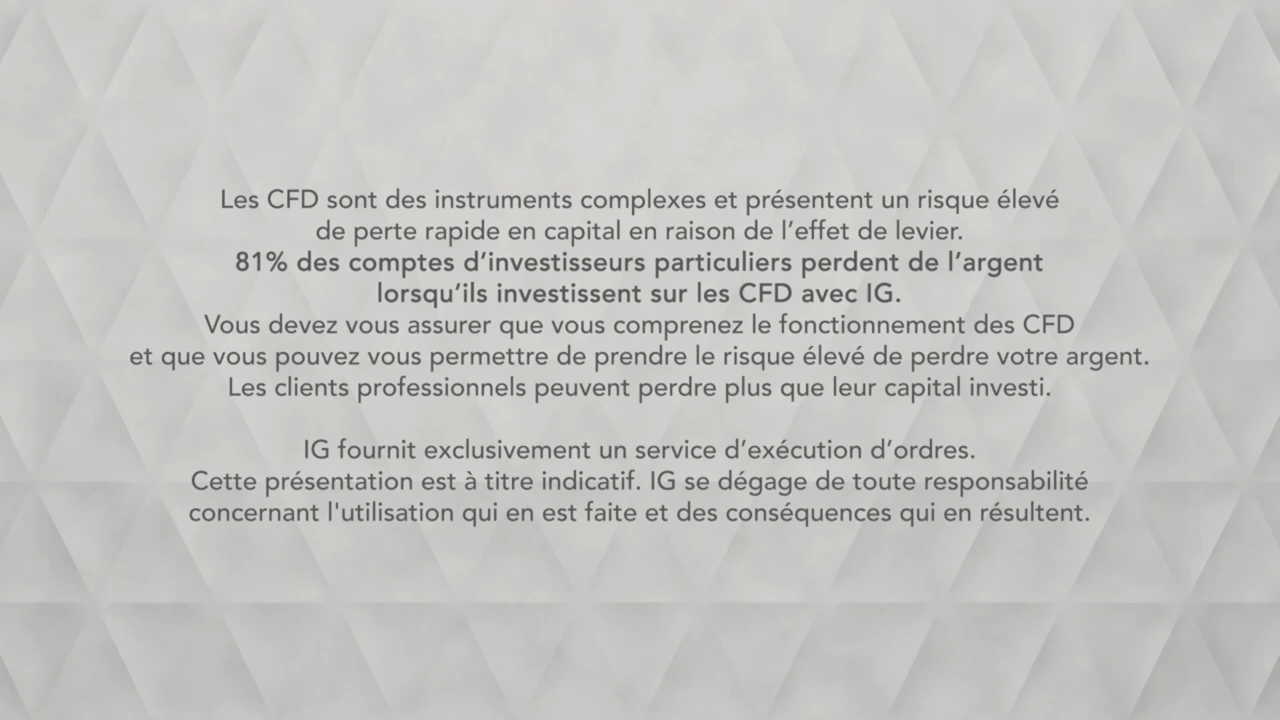 Les CFD sont des instruments complexes et présentent un risque élevé
de perte rapide en capital en raison de l’effet de levier.
81% des comptes d’investisseurs particuliers perdent de l’argent
lorsqu’ils investissent sur les CFD avec IG.
Vous devez vous assurer que vous comprenez le fonctionnement des CFD
et que vous pouvez vous permettre de prendre le risque élevé de perdre votre argent.
Les clients professionnels peuvent perdre plus que leur capital investi.
IG fournit exclusivement un service d’exécution d’ordres.
Cette présentation est à titre indicatif. IG se dégage de toute responsabilité
concernant l'utilisation qui en est faite et des conséquences qui en résultent.